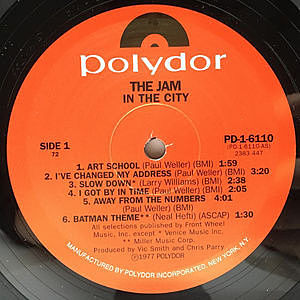 polydor
THE JAM
IN THE CITY
SIDE 1
72
PD-1-6110
(PD-1-6110-AS)
2383 447
1. ART SCHOOL (Paul Weller) (BMI) 1:59
2. I'VE CHANGED MY ADDRESS (Paul Weller) (BMI) 3:20
3. SLOW DOWN* (Larry Williams) (BMI) 2:38
4. I GOT BY IN TIME (Paul Weller) (BMI) 2:05
5. AWAY FROM THE NUMBERS 4:01
(Paul Weller) (BMI)
6. BATMAN THEME** (Neal Hefti) (ASCAP) 1:30
All selections published by Front Wheel
Music, Inc. except * Venice Music Inc.
** Miller Music Corp.
Produced by Vic Smith and Chris Parry
℗1977 POLYDOR
MANUFACTURED BY POLYDOR INCORPORATED, NEW YORK, N.Y.